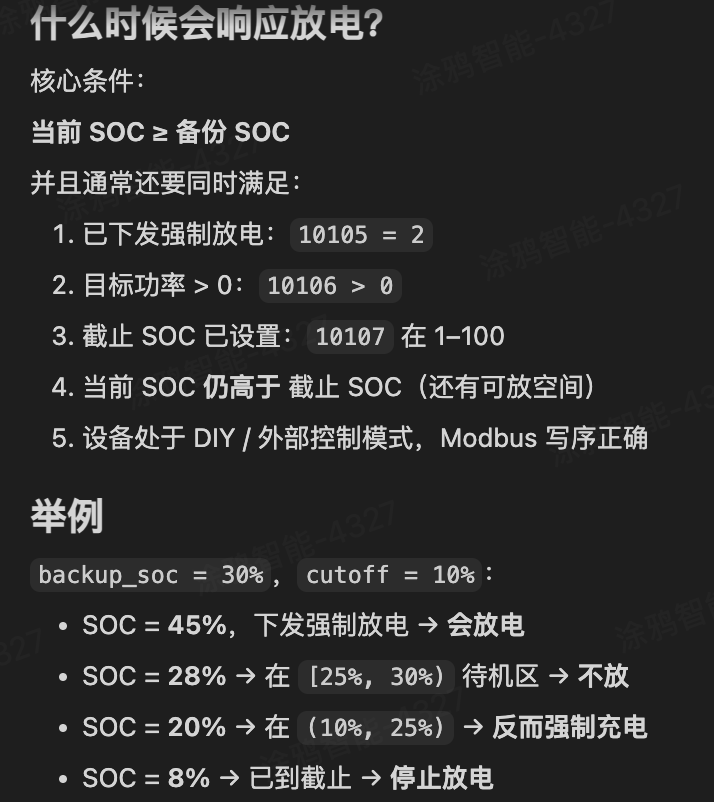 什么时候会响应放电？
核心条件：
当前 SOC ≥ 备份 SOC
并且通常还要同时满足：
1. 已下发强制放电：10105 = 2
2. 目标功率 > 0：10106 > 0
3. 截止 SOC 已设置：10107 在 1–100
4. 当前 SOC 仍高于 截止 SOC（还有可放空间）
5. 设备处于 DIY / 外部控制模式，Modbus 写序正确
举例
backup_soc = 30%，cutoff = 10%：
• SOC = 45%，下发强制放电 → 会放电
• SOC = 28% → 在 [25%, 30%) 待机区 → 不放
• SOC = 20% → 在 (10%, 25%) → 反而强制充电
• SOC = 8% → 已到截止 → 停止放电
涂鸦智能-4327